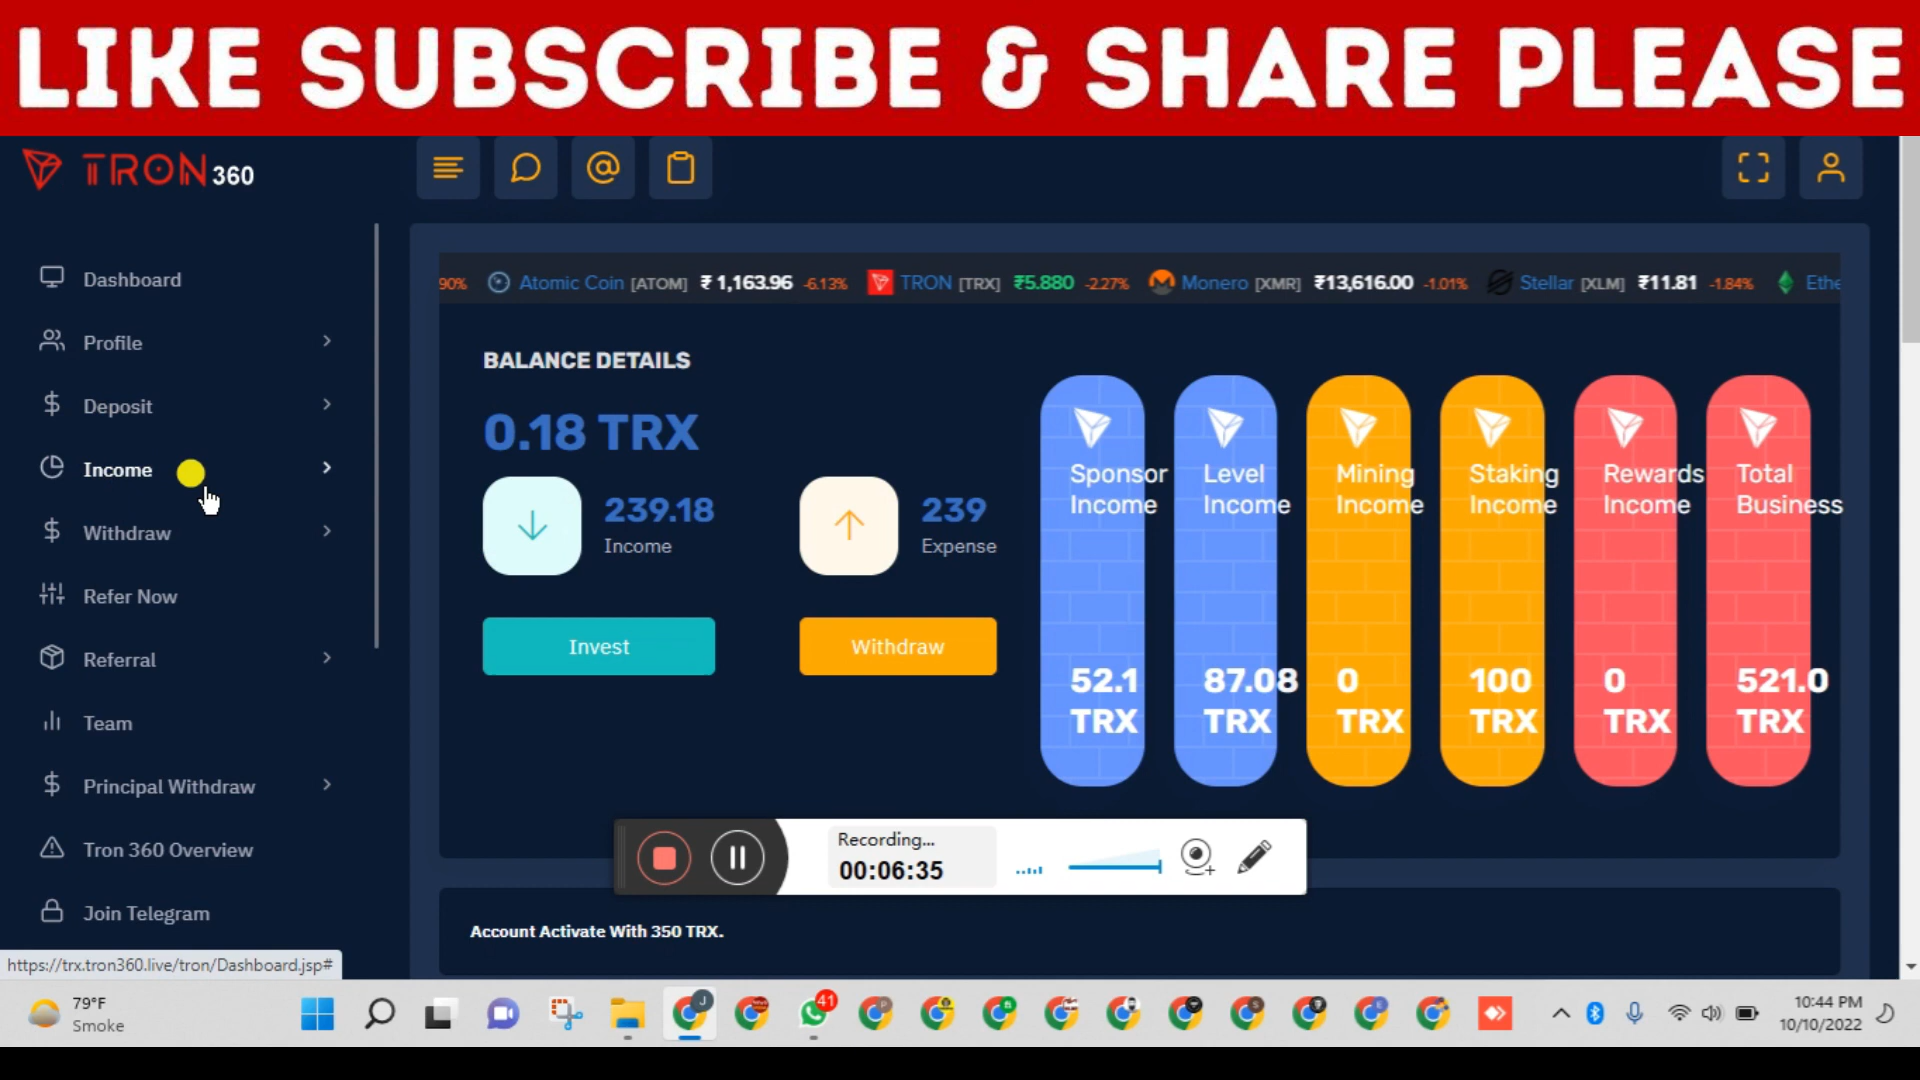 LIKE SUBSCRIBE & SHARE PLEASE
TRON 360
Dashboard
Profile
Deposit
Income
Withdraw
Refer Now
Referral
Team
Principal Withdraw
Tron 360 Overview
Join Telegram
90% Atomic Coin [ATOM] ₹ 1,163.96 -6.13% TRON [TRX] ₹5.880 -2.27% Monero [XMR] ₹13,616.00 -1.01% Stellar [XLM] ₹11.81 -1.84% Ethe
BALANCE DETAILS
0.18 TRX
239.18
Income
239
Expense
Invest
Withdraw
Sponsor
Income
52.1
TRX
Level
Income
87.08
TRX
Mining
Income
0
TRX
Staking
Income
100
TRX
Rewards
Income
0
TRX
Total
Business
521.0
TRX
Recording...
00:06:35
Account Activate With 350 TRX.
https://trx.tron360.live/tron/Dashboard.jsp#
79°F
Smoke
J
41
10:44 PM
10/10/2022